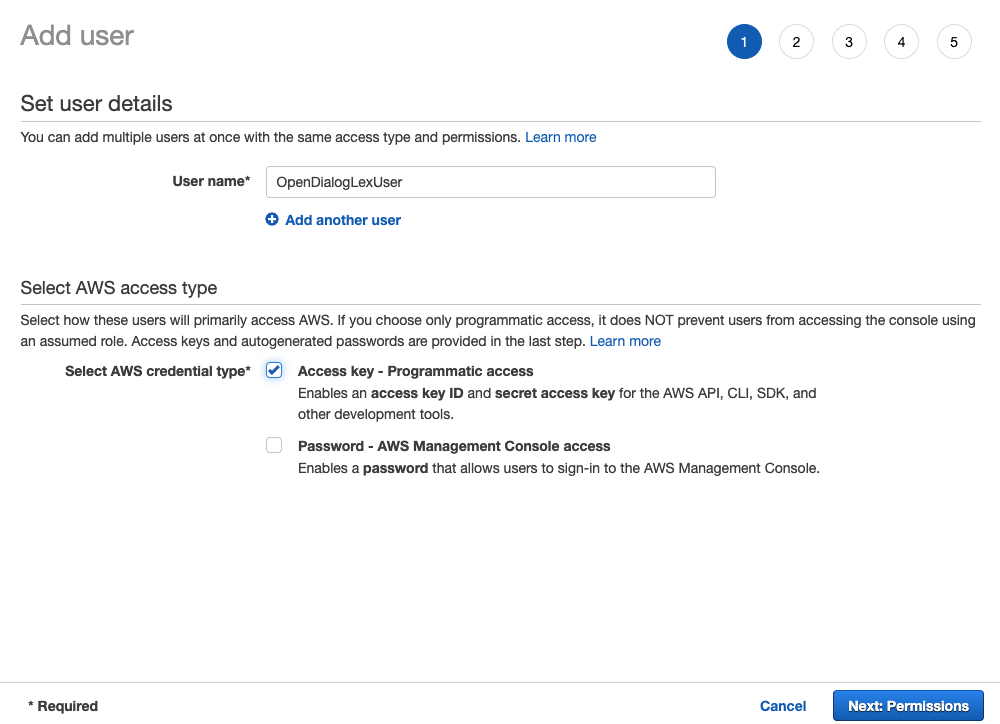 Add user
1 2 3 4 5
Set user details
You can add multiple users at once with the same access type and permissions. Learn more
User name* OpenDialogLexUser
Add another user
Select AWS access type
Select how these users will primarily access AWS. If you choose only programmatic access, it does NOT prevent users from accessing the console using
an assumed role. Access keys and autogenerated passwords are provided in the last step. Learn more
Select AWS credential type* Access key - Programmatic access
Enables an access key ID and secret access key for the AWS API, CLI, SDK, and
other development tools.
Password - AWS Management Console access
Enables a password that allows users to sign-in to the AWS Management Console.
* Required Cancel Next: Permissions